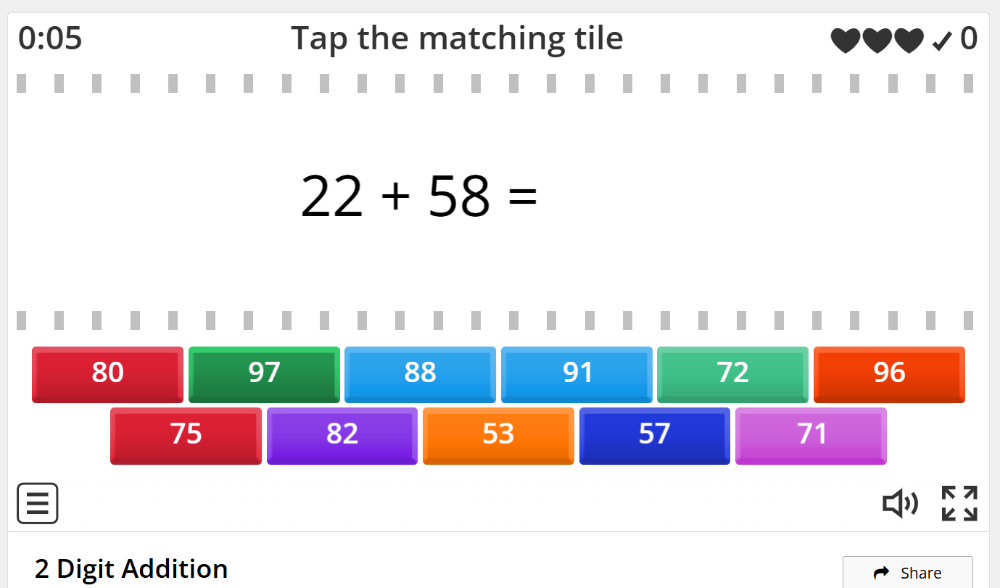 0:05 Tap the matching tile 0
22 + 58 =
80 97 88 91 72 96
75 82 53 57 71
2 Digit Addition
Share